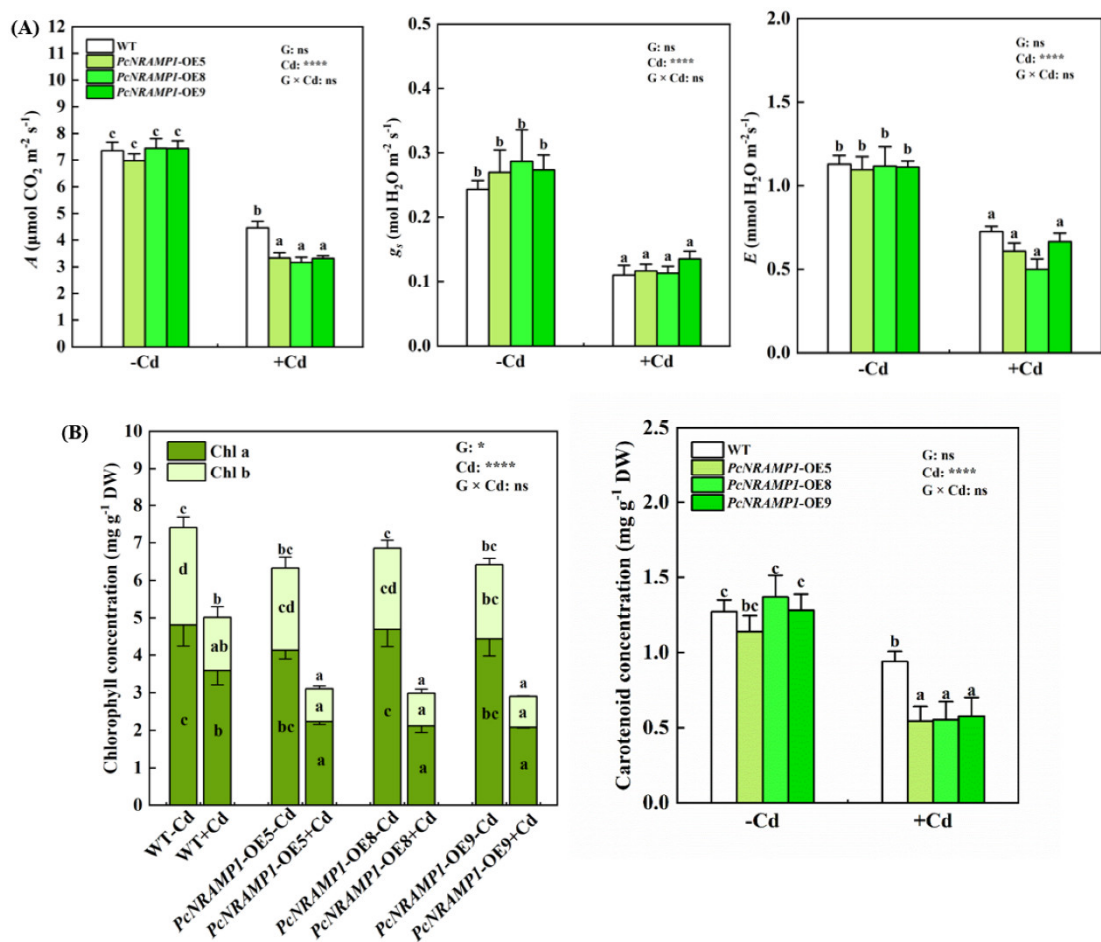 (A)
A (μmol CO2 m-2 s-1)
13
12
11
10
9
8
7
6
5
4
3
2
1
0
WT
PcNRAMP1-OE5
PcNRAMP1-OE8
PcNRAMP1-OE9
G: ns
Cd: ****
G × Cd: ns
c c c c
b a a a
-Cd +Cd
gs (mol H2O m-2 s-1)
0.5
0.4
0.3
0.2
0.1
0.0
G: ns
Cd: ****
G × Cd: ns
b b b b
a a a a
-Cd +Cd
E (mmol H2O m-2s-1)
2.0
1.5
1.0
0.5
0.0
G: ns
Cd: ****
G × Cd: ns
b b b b
a a a a
-Cd +Cd
(B)
Chlorophyll concentration (mg g-1 DW)
10
9
8
7
6
5
4
3
2
1
0
Chl a
Chl b
G: *
Cd: ****
G × Cd: ns
c b bc a c a bc a
d ab cd a cd a bc a
c b bc a c a bc a
WT-Cd
WT+Cd
PcNRAMP1-OE5-Cd
PcNRAMP1-OE5+Cd
PcNRAMP1-OE8-Cd
PcNRAMP1-OE8+Cd
PcNRAMP1-OE9-Cd
PcNRAMP1-OE9+Cd
Carotenoid concentration (mg g-1 DW)
2.5
2.0
1.5
1.0
0.5
0.0
WT
PcNRAMP1-OE5
PcNRAMP1-OE8
PcNRAMP1-OE9
G: ns
Cd: ****
G × Cd: ns
c bc c c
b a a a
-Cd +Cd